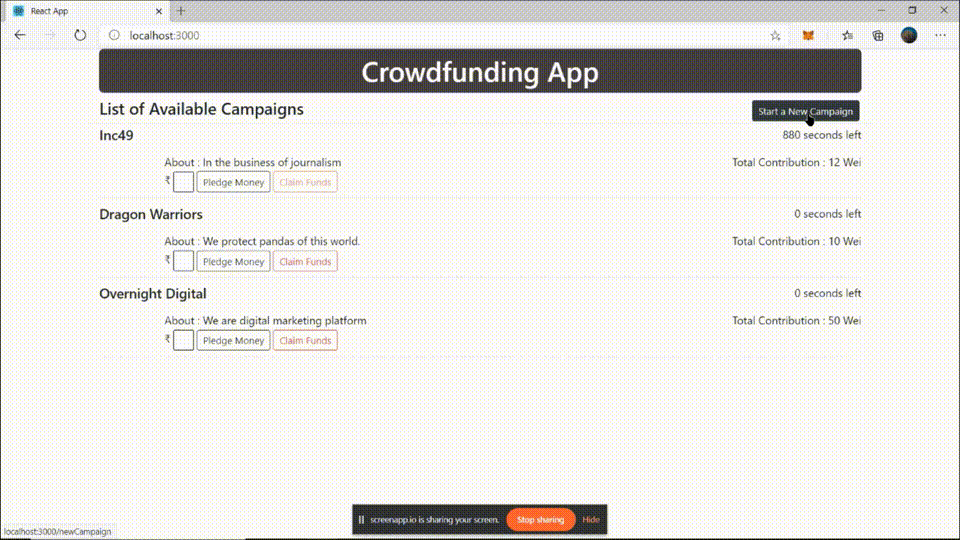 React App
localhost:3000
Crowdfunding App
List of Available Campaigns
Start a New Campaign
Inc49
880 seconds left
About : In the business of journalism
Total Contribution : 12 Wei
₹ Pledge Money Claim Funds
Dragon Warriors
0 seconds left
About : We protect pandas of this world.
Total Contribution : 10 Wei
₹ Pledge Money Claim Funds
Overnight Digital
0 seconds left
About : We are digital marketing platform
Total Contribution : 50 Wei
₹ Pledge Money Claim Funds
screenapp.io is sharing your screen. Stop sharing Hide
localhost:3000/newCampaign